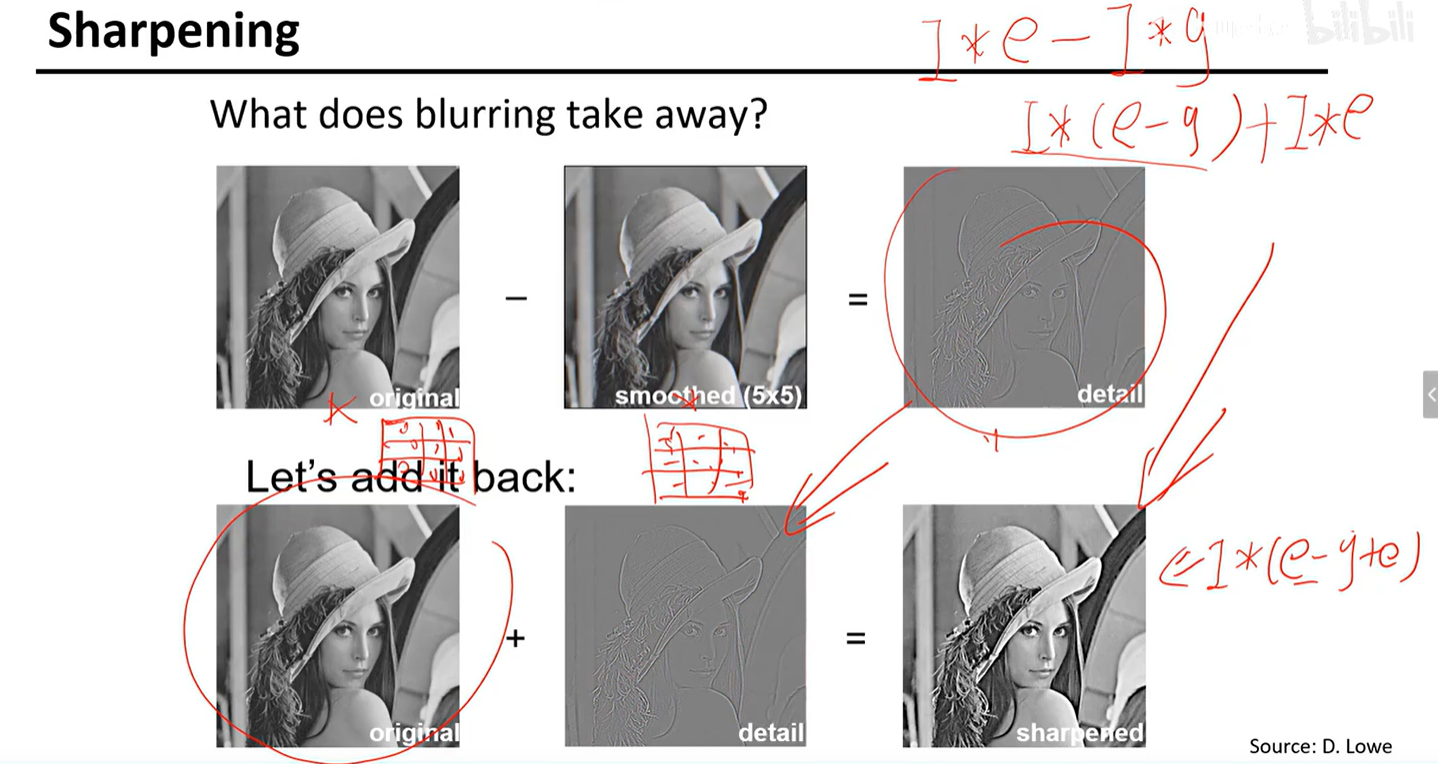 Sharpening
I*e-I*g
bilibili
What does blurring take away?
I*(e-g)+I*e
−
=
original
smoothed (5x5)
detail
Let's add it back:
+
=
⇐I*(e-g+e)
original
detail
sharpened
Source: D. Lowe